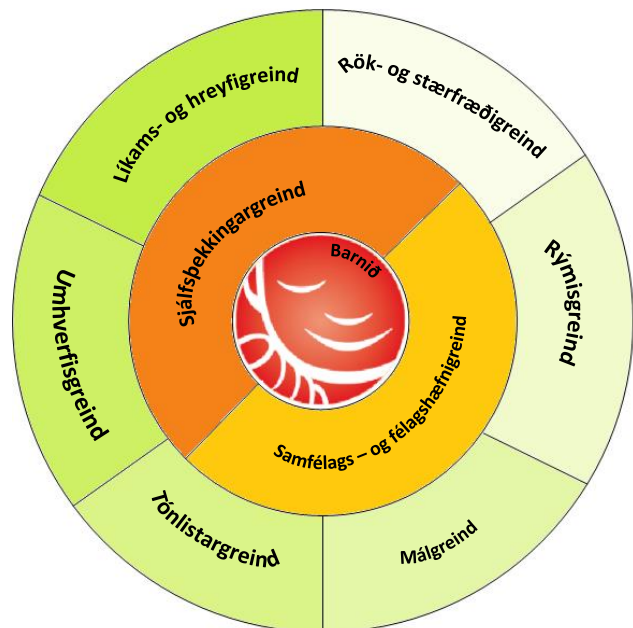 Líkams- og hreyfigreind
Rök- og stærfræðigreind
Sjálfsþekkingargreind
Barnið
Rýmisgreind
Umhverfisgreind
Samfélags – og félagshæfnigreind
Tónlistargreind
Málgreind